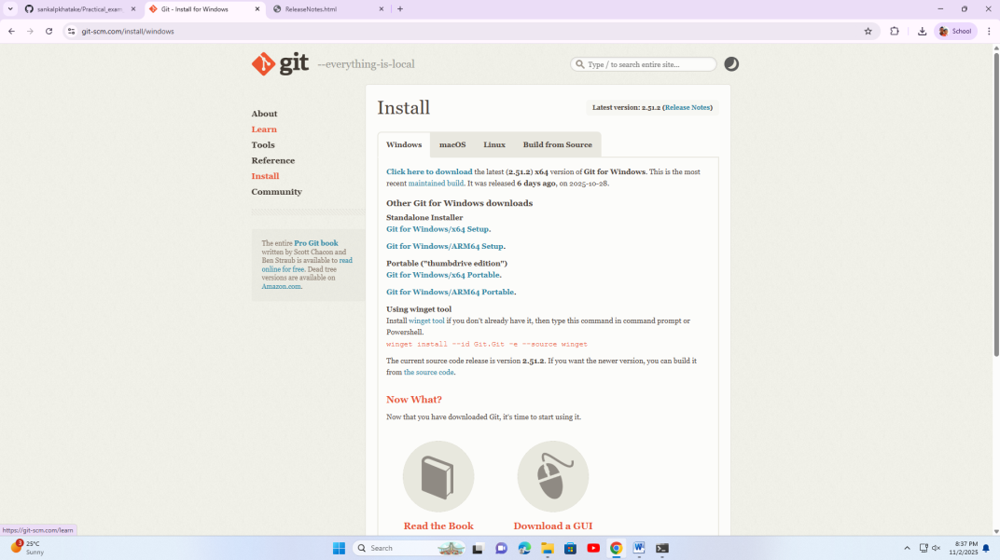 sankalpkhatake/Practical_exam
Git - Install for Windows
ReleaseNotes.html
git-scm.com/install/windows
School
git --everything-is-local
Type / to search entire site...
About
Learn
Tools
Reference
Install
Community
The entire Pro Git book
written by Scott Chacon and
Ben Straub is available to read
online for free. Dead tree
versions are available on
Amazon.com.
Install
Latest version: 2.51.2 (Release Notes)
Windows macOS Linux Build from Source
Click here to download the latest (2.51.2) x64 version of Git for Windows. This is the most
recent maintained build. It was released 6 days ago, on 2025-10-28.
Other Git for Windows downloads
Standalone Installer
Git for Windows/x64 Setup.
Git for Windows/ARM64 Setup.
Portable ("thumbdrive edition")
Git for Windows/x64 Portable.
Git for Windows/ARM64 Portable.
Using winget tool
Install winget tool if you don't already have it, then type this command in command prompt or
Powershell.
winget install --id Git.Git -e --source winget
The current source code release is version 2.51.2. If you want the newer version, you can build it
from the source code.
Now What?
Now that you have downloaded Git, it's time to start using it.
Read the Book
Download a GUI
https://git-scm.com/learn
3
25°C
Sunny
Search
8:37 PM
11/2/2025